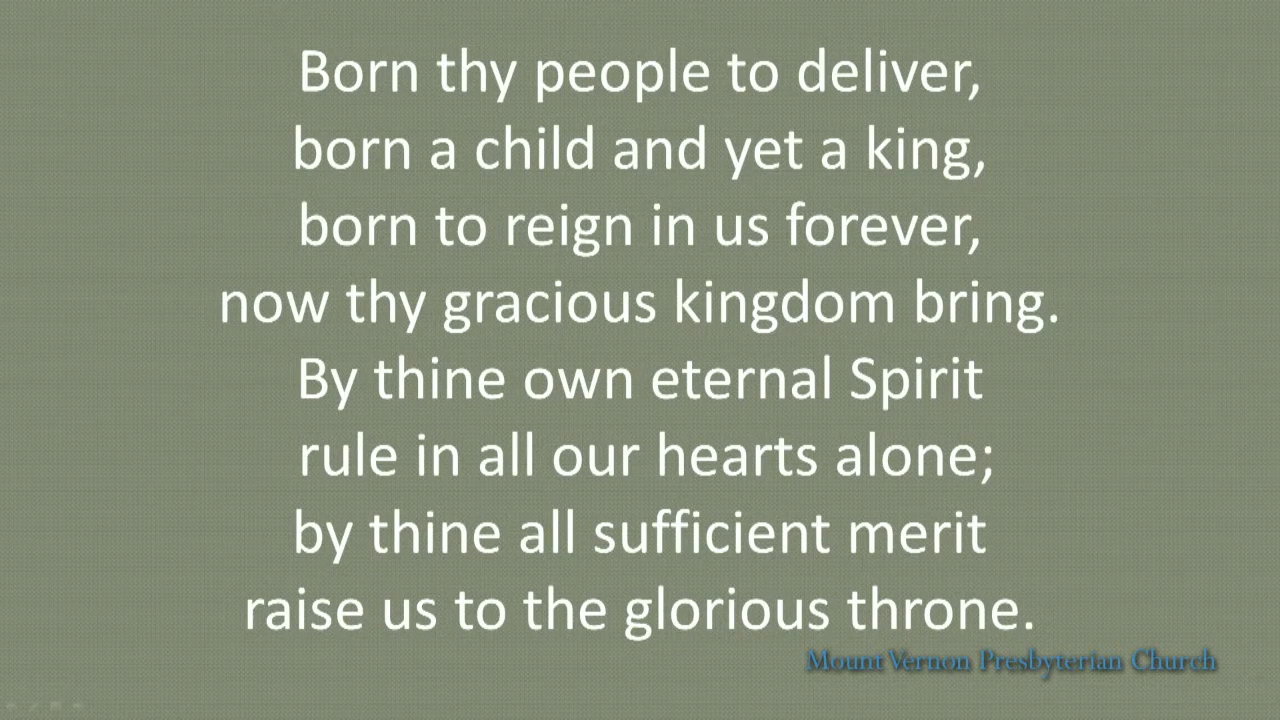 Born thy people to deliver,
born a child and yet a king,
born to reign in us forever,
now thy gracious kingdom bring.
By thine own eternal Spirit
rule in all our hearts alone;
by thine all sufficient merit
raise us to the glorious throne.
Mount Vernon Presbyterian Church